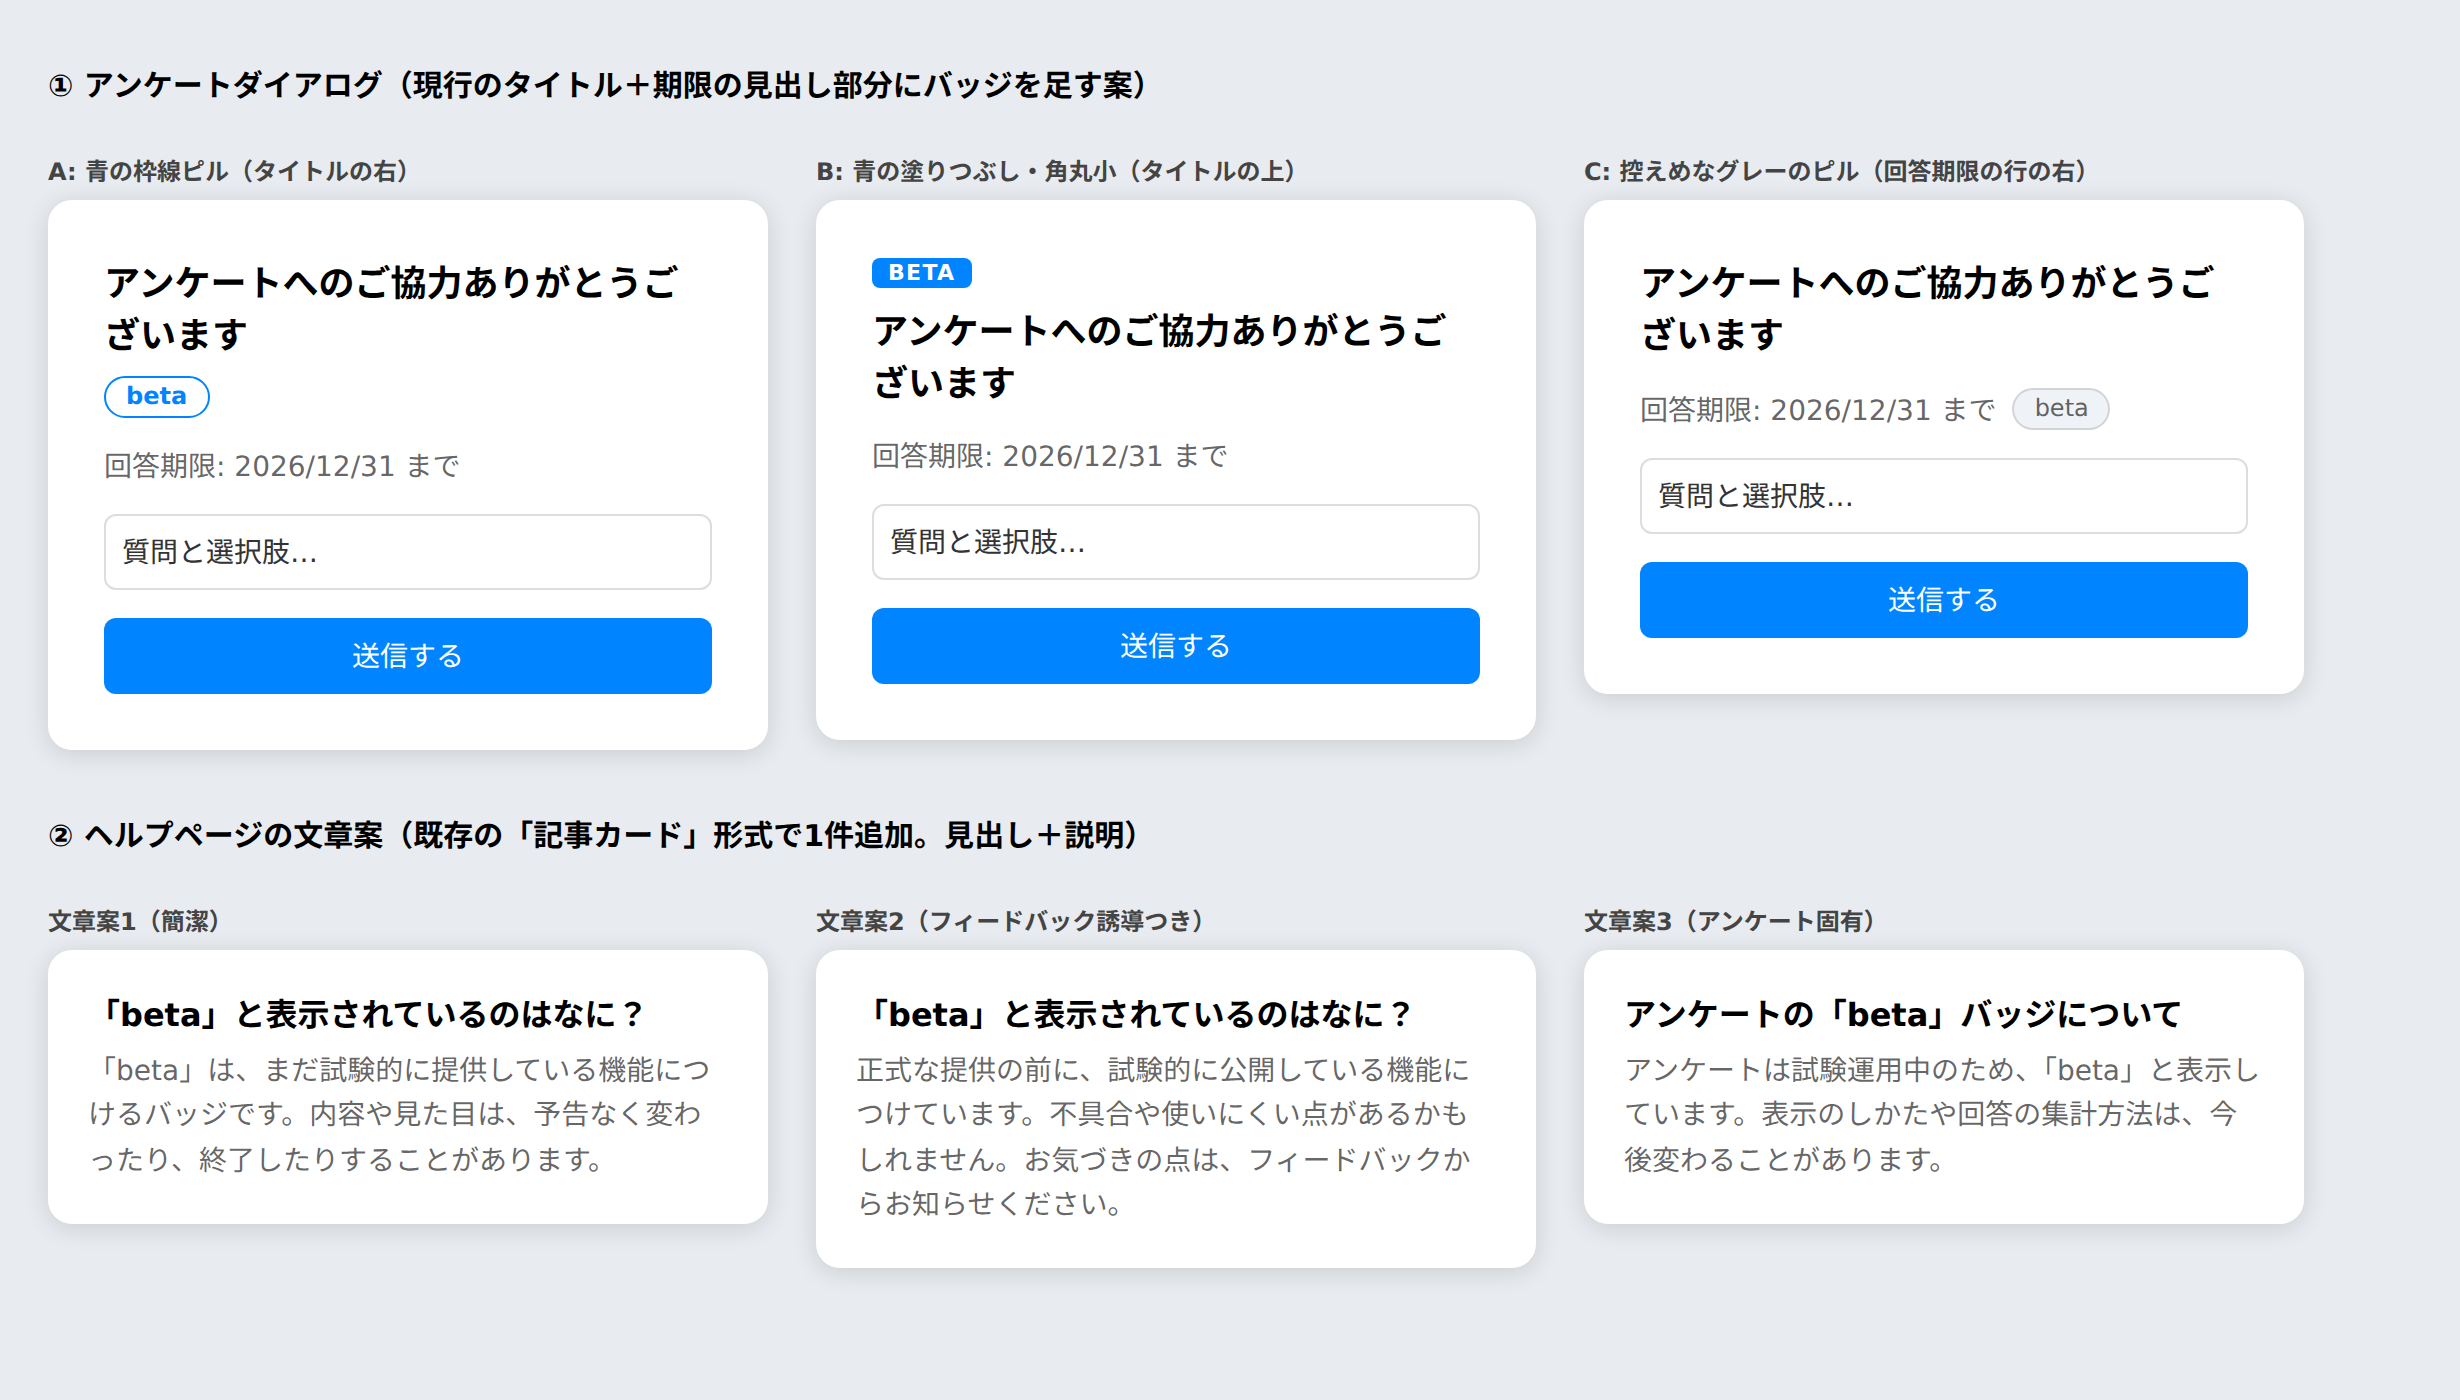 ① アンケートダイアログ（現行のタイトル＋期限の見出し部分にバッジを足す案）
A: 青の枠線ピル（タイトルの右）
アンケートへのご協力ありがとうご
ざいます
beta
回答期限: 2026/12/31 まで
質問と選択肢…
送信する
B: 青の塗りつぶし・角丸小（タイトルの上）
BETA
アンケートへのご協力ありがとうご
ざいます
回答期限: 2026/12/31 まで
質問と選択肢…
送信する
C: 控えめなグレーのピル（回答期限の行の右）
アンケートへのご協力ありがとうご
ざいます
回答期限: 2026/12/31 まで beta
質問と選択肢…
送信する
② ヘルプページの文章案（既存の「記事カード」形式で1件追加。見出し＋説明）
文章案1（簡潔）
「beta」と表示されているのはなに？
「beta」は、まだ試験的に提供している機能につ
けるバッジです。内容や見た目は、予告なく変わ
ったり、終了したりすることがあります。
文章案2（フィードバック誘導つき）
「beta」と表示されているのはなに？
正式な提供の前に、試験的に公開している機能に
つけています。不具合や使いにくい点があるかも
しれません。お気づきの点は、フィードバックか
らお知らせください。
文章案3（アンケート固有）
アンケートの「beta」バッジについて
アンケートは試験運用中のため、「beta」と表示し
ています。表示のしかたや回答の集計方法は、今
後変わることがあります。